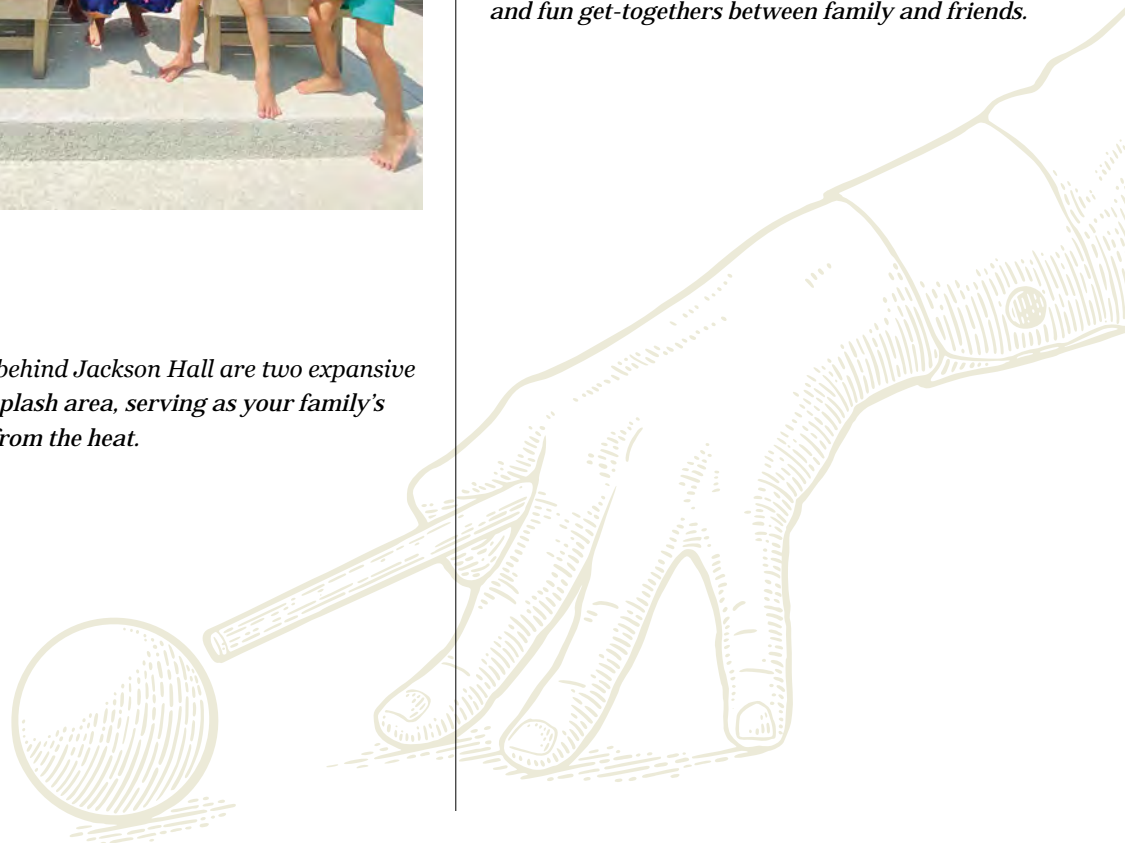 behind Jackson Hall are two expansive
plash area, serving as your family's
from the heat.
and fun get-togethers between family and friends.